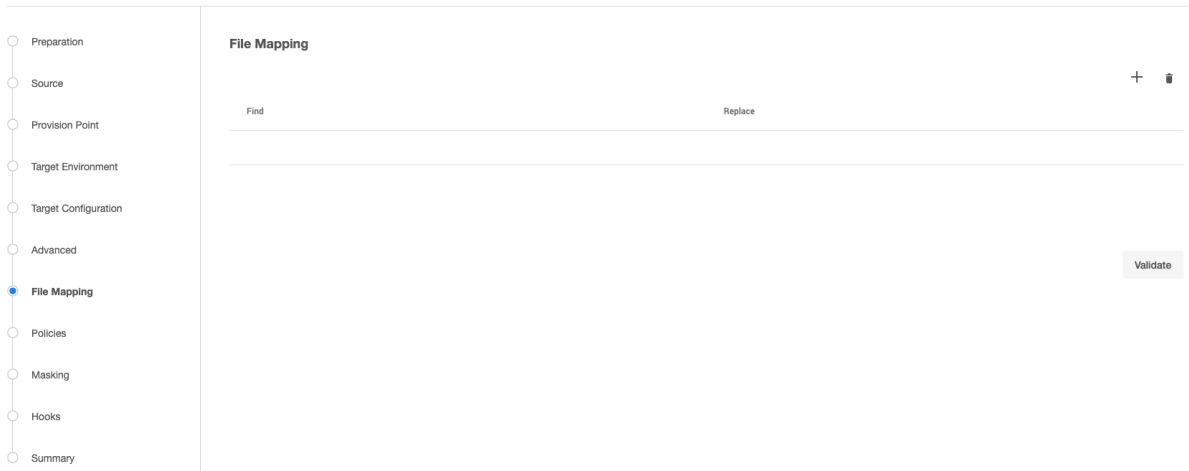 Preparation
Source
Provision Point
Target Environment
Target Configuration
Advanced
File Mapping
Policies
Masking
Hooks
Summary
File Mapping
Find Replace
Validate